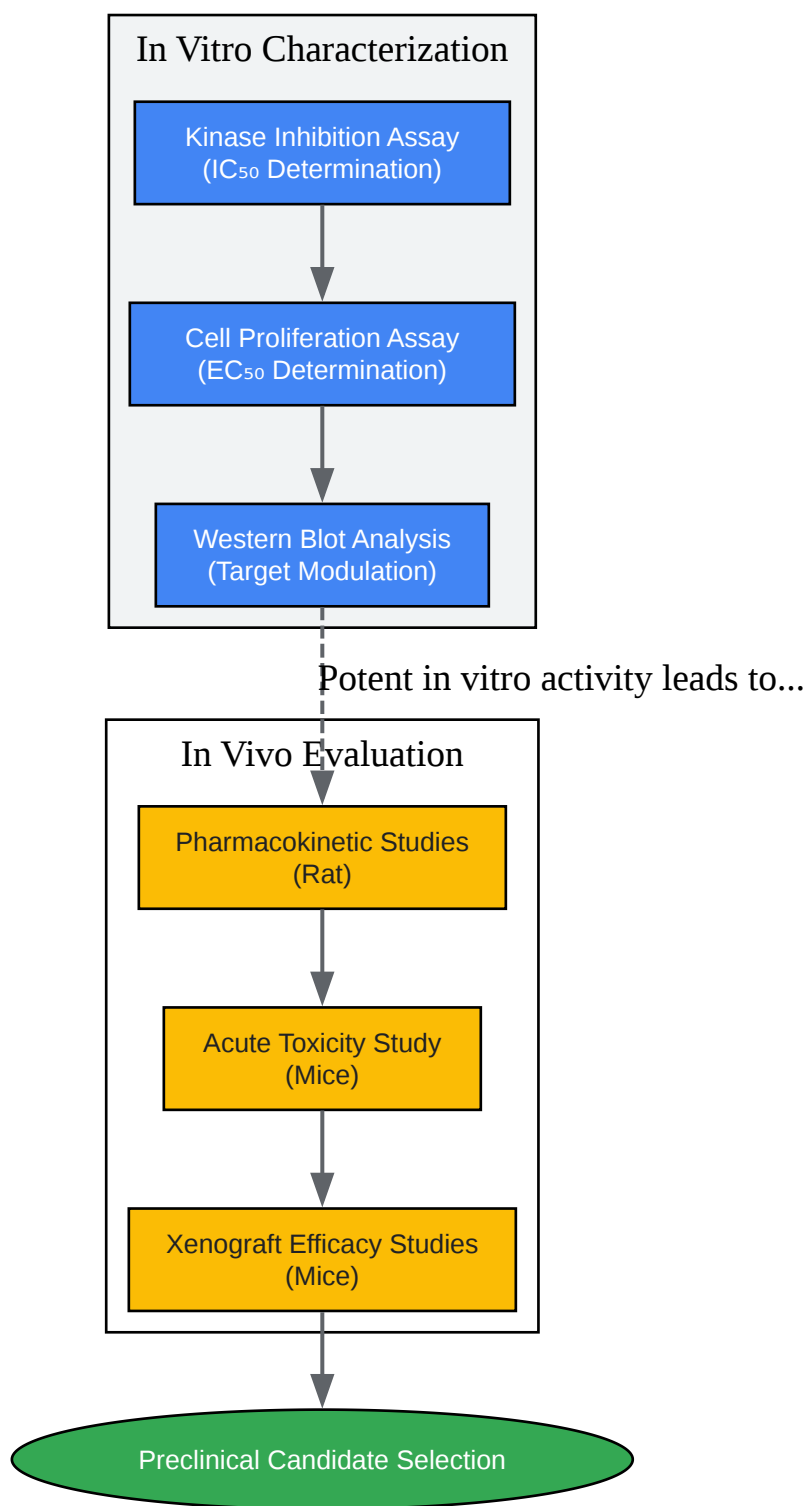 In Vitro Characterization
Kinase Inhibition Assay
(IC₅₀ Determination)
Cell Proliferation Assay
(EC₅₀ Determination)
Western Blot Analysis
(Target Modulation)
Potent in vitro activity leads to...
In Vivo Evaluation
Pharmacokinetic Studies
(Rat)
Acute Toxicity Study
(Mice)
Xenograft Efficacy Studies
(Mice)
Preclinical Candidate Selection